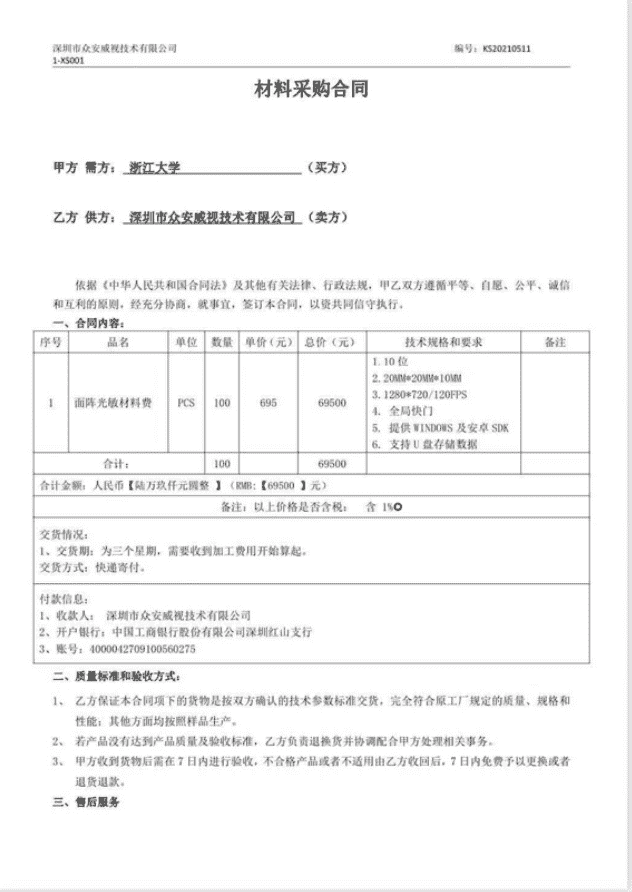 深圳市众安威视技术有限公司 编号：KS20210511
1-XS001
材料采购合同
甲方 需方： 浙江大学 （买方）
乙方 供方： 深圳市众安威视技术有限公司 （卖方）
依据《中华人民共和国合同法》及其他有关法律、行政法规，甲乙双方遵循平等、自愿、公平、诚信
和互利的原则，经充分协商，就事宜，签订本合同，以资共同信守执行。
一、合同内容：
序号 品名 单位 数量 单价（元） 总价（元） 技术规格和要求 备注
1 面阵光敏材料费 PCS 100 695 69500
1.10 位
2.20MM*20MM*10MM
3.1280*720/120FPS
4. 全局快门
5. 提供 WINDOWS 及安卓 SDK
6. 支持 U 盘存储数据
合计： 100 69500
合计金额：人民币【陆万玖仟元圆整 】（RMB:【69500 】元）
备注：以上价格是否含税： 含 1%
交货情况：
1、交货期：为三个星期，需要收到加工费用开始算起。
交货方式：快递寄付。
付款信息：
1、收款人： 深圳市众安威视技术有限公司
2、开户银行：中国工商银行股份有限公司深圳红山支行
3、账号：4000042709100560275
二、质量标准和验收方式：
1、 乙方保证本合同项下的货物是按双方确认的技术参数标准交货，完全符合原工厂规定的质量、规格和
性能；其他方面均按照样品生产。
2、 若产品没有达到产品质量及验收标准，乙方负责退换货并协调配合甲方处理相关事务。
3、 甲方收到货物后需在 7 日内进行验收，不合格产品或者不适用由乙方收回后，7 日内免费予以更换或者
退货退款。
三、售后服务